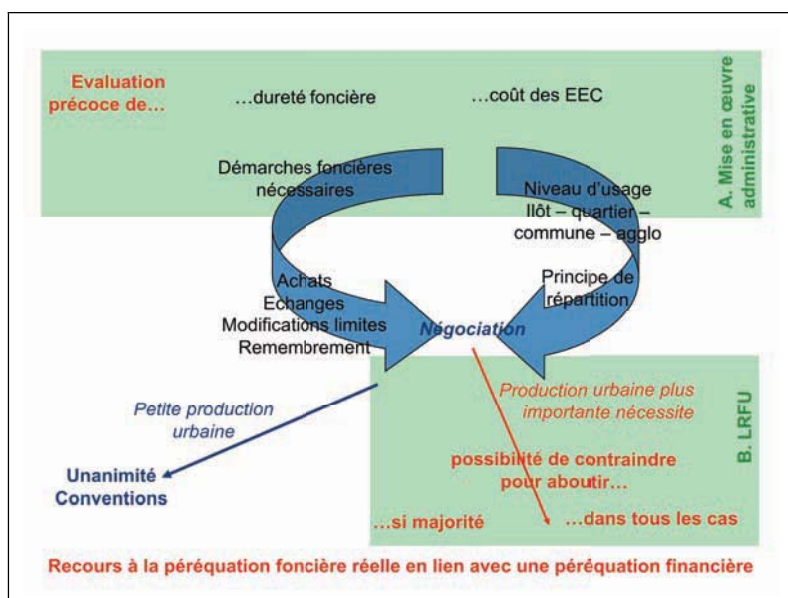 Evaluation
précoce de…
…dureté foncière
…coût des EEC
A. Mise en œuvre
administrative
Démarches foncières
nécessaires
Niveau d'usage
Ilôt – quartier –
commune – agglo
Achats
Echanges
Modifications limites
Remembrement
Principe de
répartition
Négociation
Petite production
urbaine
Production urbaine plus
importante nécessite
B. LRFU
Unanimité
Conventions
possibilité de contraindre
pour aboutir…
…si majorité
…dans tous les cas
Recours à la péréquation foncière réelle en lien avec une péréquation financière